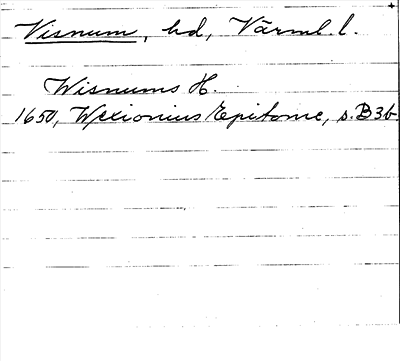 Visnum, hd, Värml. l.
Wisnums H.
1650, Wexionius Epitome, s. B3b.